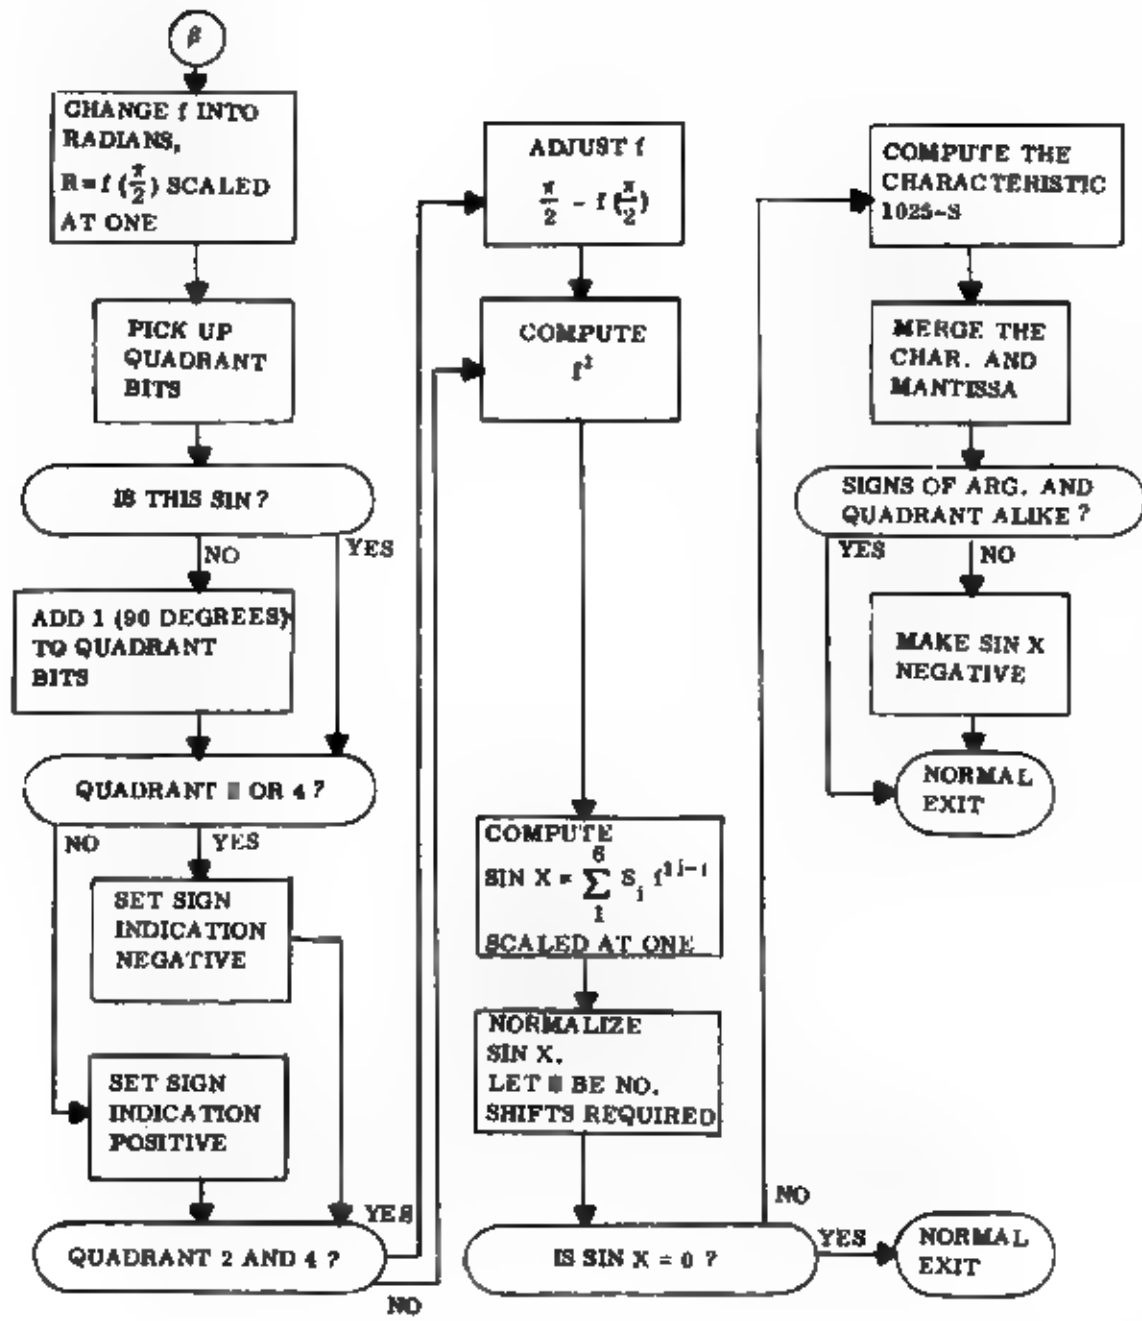 β
CHANGE f INTO
RADIANS,
R = f (π/2) SCALED
AT ONE
PICK UP
QUADRANT
BITS
IS THIS SIN?
NO
YES
ADD 1 (90 DEGREES)
TO QUADRANT
BITS
QUADRANT OR 4?
NO
YES
SET SIGN
INDICATION
NEGATIVE
SET SIGN
INDICATION
POSITIVE
QUADRANT 2 AND 4?
YES
NO
ADJUST f
π/2 - f (π/2)
COMPUTE
f²
COMPUTE
6
SIN X = ∑ S
1
SCALED AT ONE
NORMALIZE
SIN X.
LET BE NO.
SHIFTS REQUIRED
IS SIN X = 0?
NO
YES
NORMAL
EXIT
COMPUTE THE
CHARACTERISTIC
1025-S
MERGE THE
CHAR. AND
MANTISSA
SIGNS OF ARG. AND
QUADRANT ALIKE?
YES
NO
MAKE SIN X
NEGATIVE
NORMAL
EXIT